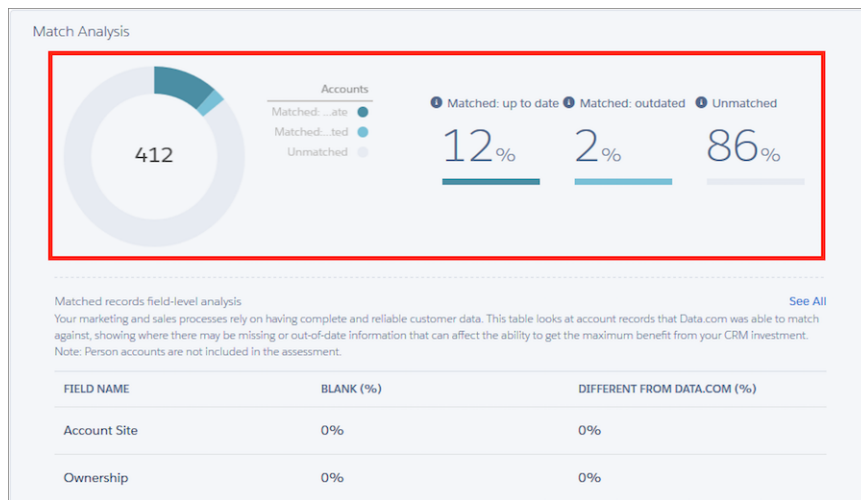 Match Analysis
412
Accounts
Matched: ...ate
Matched:...ted
Unmatched
Matched: up to date Matched: outdated Unmatched
12% 2% 86%
Matched records field-level analysis See All
Your marketing and sales processes rely on having complete and reliable customer data. This table looks at account records that Data.com was able to match
against, showing where there may be missing or out-of-date information that can affect the ability to get the maximum benefit from your CRM investment.
Note: Person accounts are not included in the assessment.
FIELD NAME BLANK (%) DIFFERENT FROM DATA.COM (%)
Account Site 0% 0%
Ownership 0% 0%